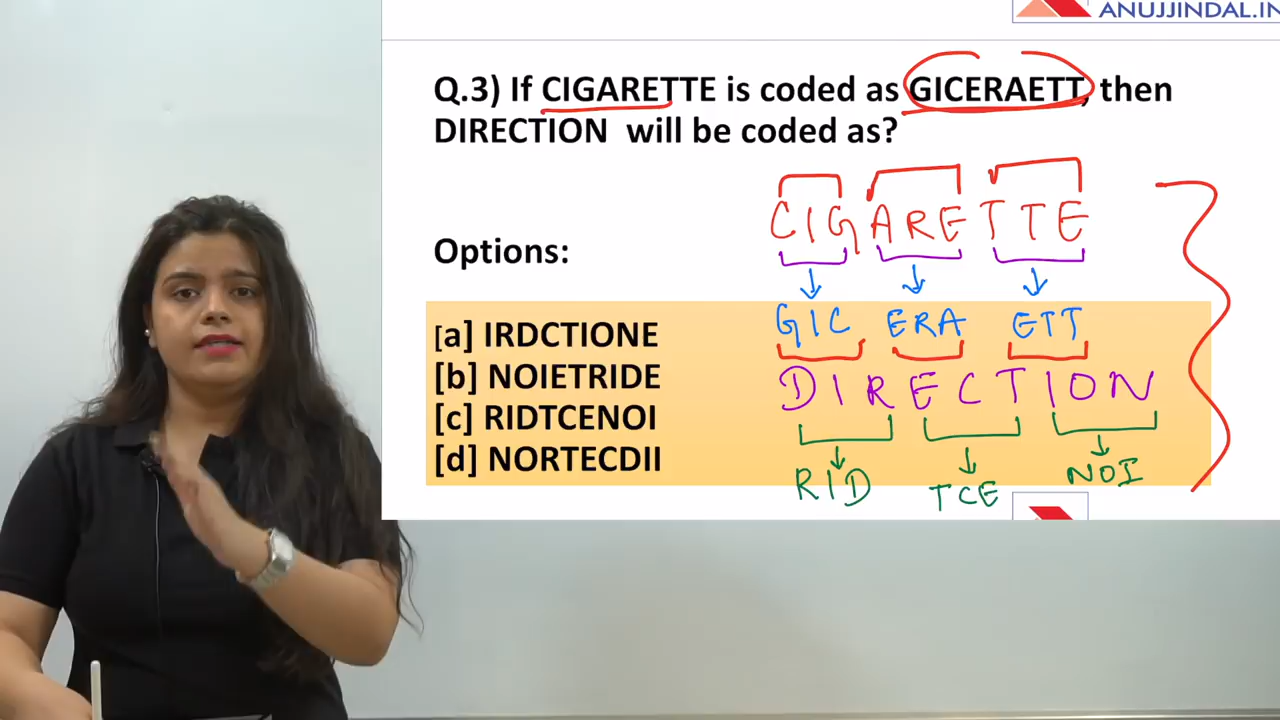 ANUJJINDAL.IN
Q.3) If CIGARETTE is coded as GICERAETT, then
DIRECTION will be coded as?
CIGARETTE
Options:
GIC ERA ETT
[a] IRDCTIONE
[b] NOIETRIDE
[c] RIDTCENOI
[d] NORTECDII
DIRECTION
RID TCE NOI